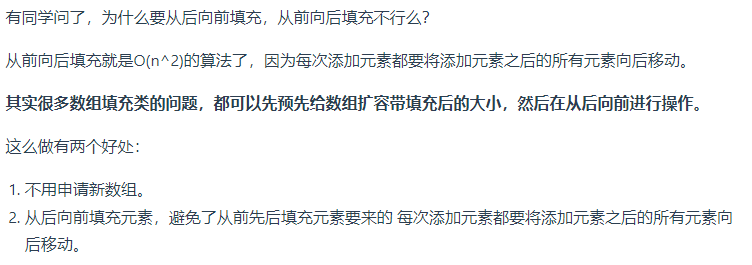 有同学问了，为什么要从后向前填充，从前向后填充不行么？
从前向后填充就是O(n^2)的算法了，因为每次添加元素都要将添加元素之后的所有元素向后移动。
其实很多数组填充类的问题，都可以先预先给数组扩容带填充后的大小，然后在从后向前进行操作。
这么做有两个好处：
1. 不用申请新数组。
2. 从后向前填充元素，避免了从前先后填充元素要来的 每次添加元素都要将添加元素之后的所有元素向
后移动。